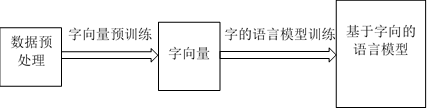 数据预
处理
字向量预训练
字向量
字的语言模型训练
基于字向的
语言模型